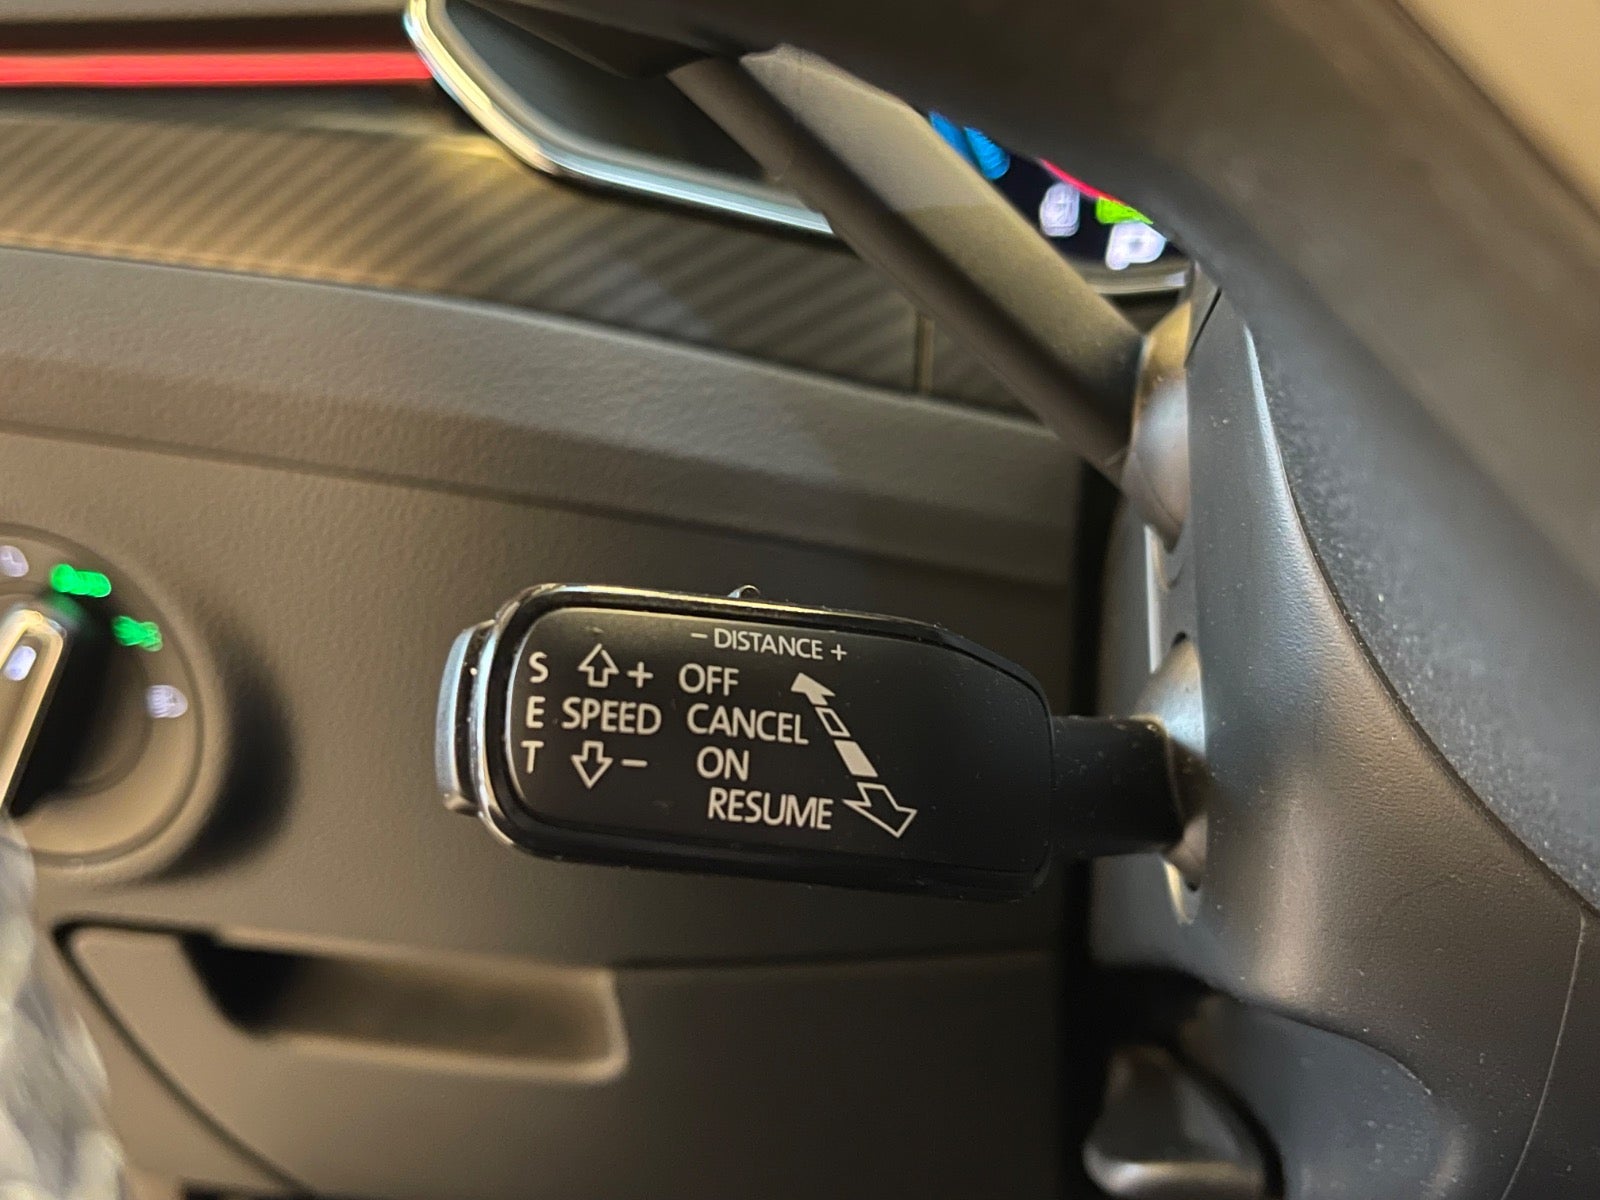 − DISTANCE +
S + OFF
E SPEED CANCEL
T − ON
RESUME
P